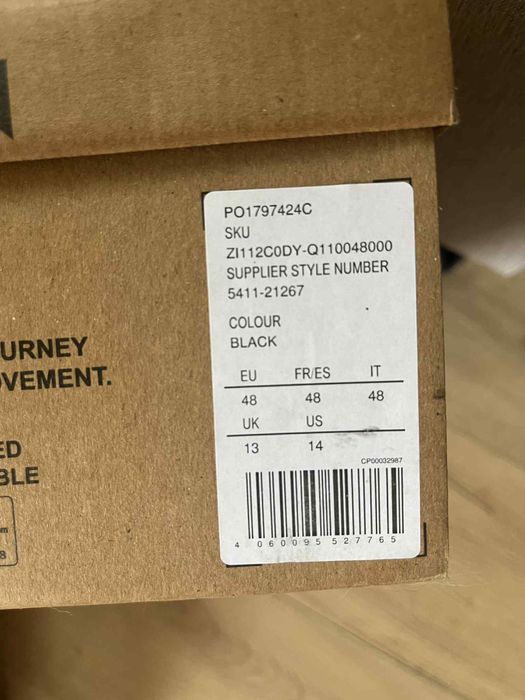 PO1797424C
SKU
ZI112C0DY-Q110048000
SUPPLIER STYLE NUMBER
5411-21267
COLOUR
BLACK
EU FR/ES IT
48 48 48
UK US
13 14
CP00032987
4 060095 527765
URNEY
OVEMENT.
ED
BLE
8